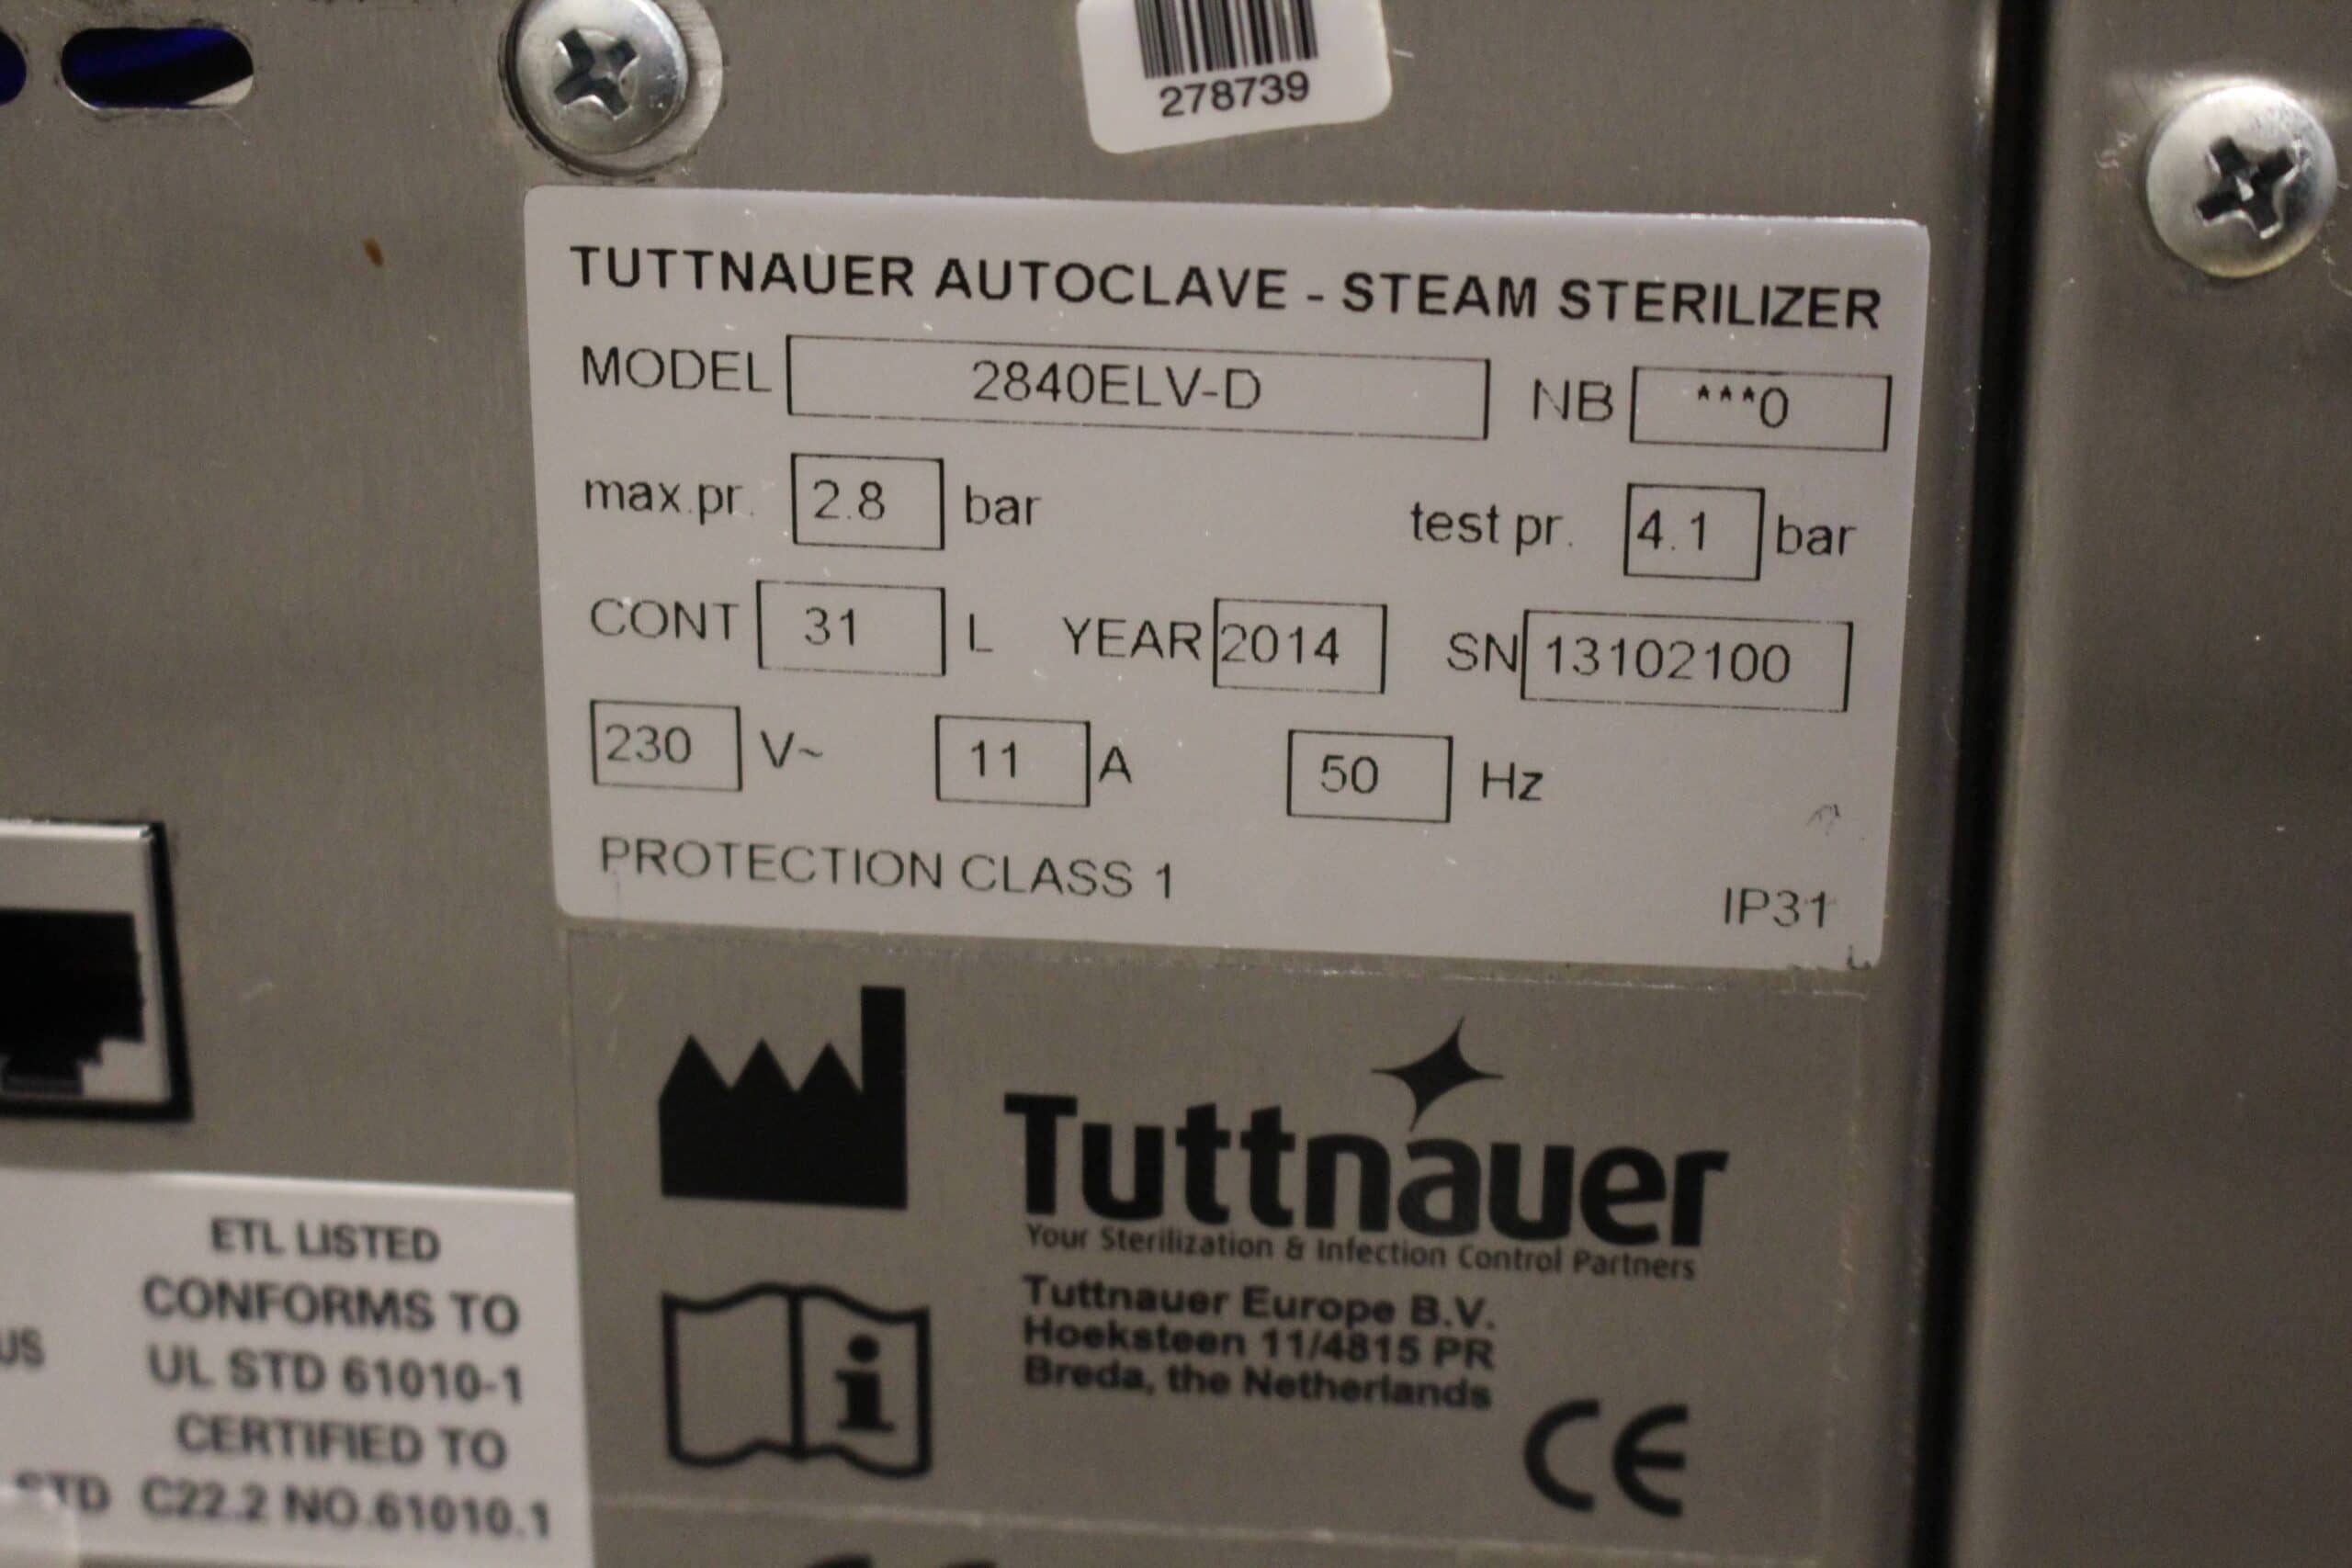 278739
TUTTNAUER AUTOCLAVE - STEAM STERILIZER
MODEL 2840ELV-D NB ***0
max.pr. 2.8 bar test pr. 4.1 bar
CONT 31 L YEAR 2014 SN 13102100
230 V~ 11 A 50 Hz
PROTECTION CLASS 1 IP31
Tuttnauer
Your Sterilization & Infection Control Partners
Tuttnauer Europe B.V.
Hoeksteen 11/4815 PR
Breda, the Netherlands
CE
ETL LISTED
CONFORMS TO
US UL STD 61010-1
CERTIFIED TO
STD C22.2 NO.61010.1